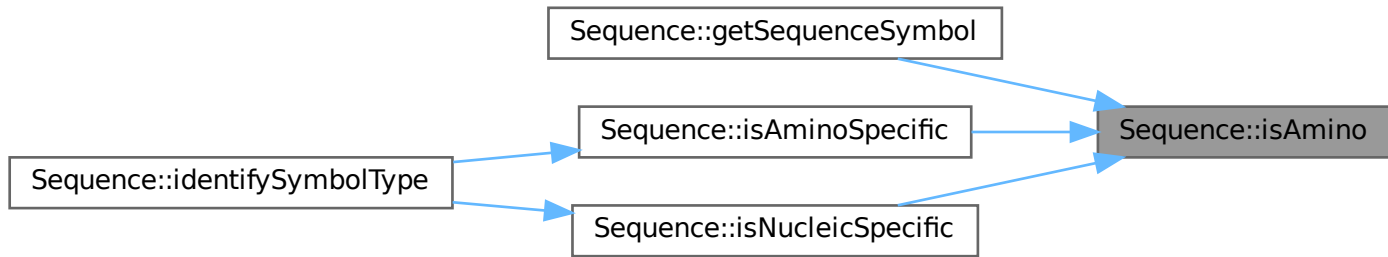 Sequence::getSequenceSymbol
Sequence::isAminoSpecific
Sequence::isAmino
Sequence::identifySymbolType
Sequence::isNucleicSpecific